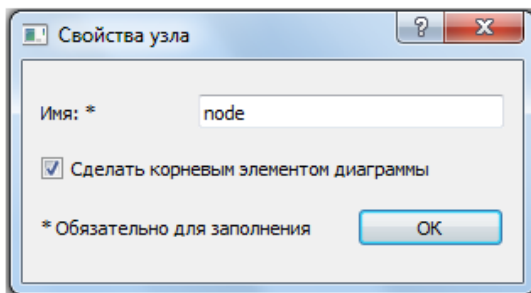 Свойства узла
Имя: * node
Сделать корневым элементом диаграммы
* Обязательно для заполнения OK